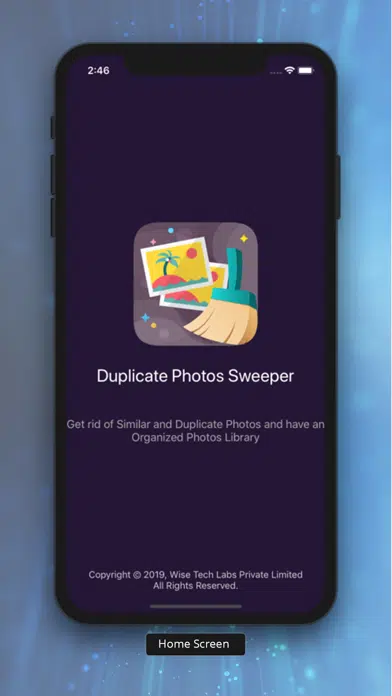 2:46
Duplicate Photos Sweeper
Get rid of Similar and Duplicate Photos and have an
Organized Photos Library
Copyright © 2019, Wise Tech Labs Private Limited
All Rights Reserved.
Home Screen